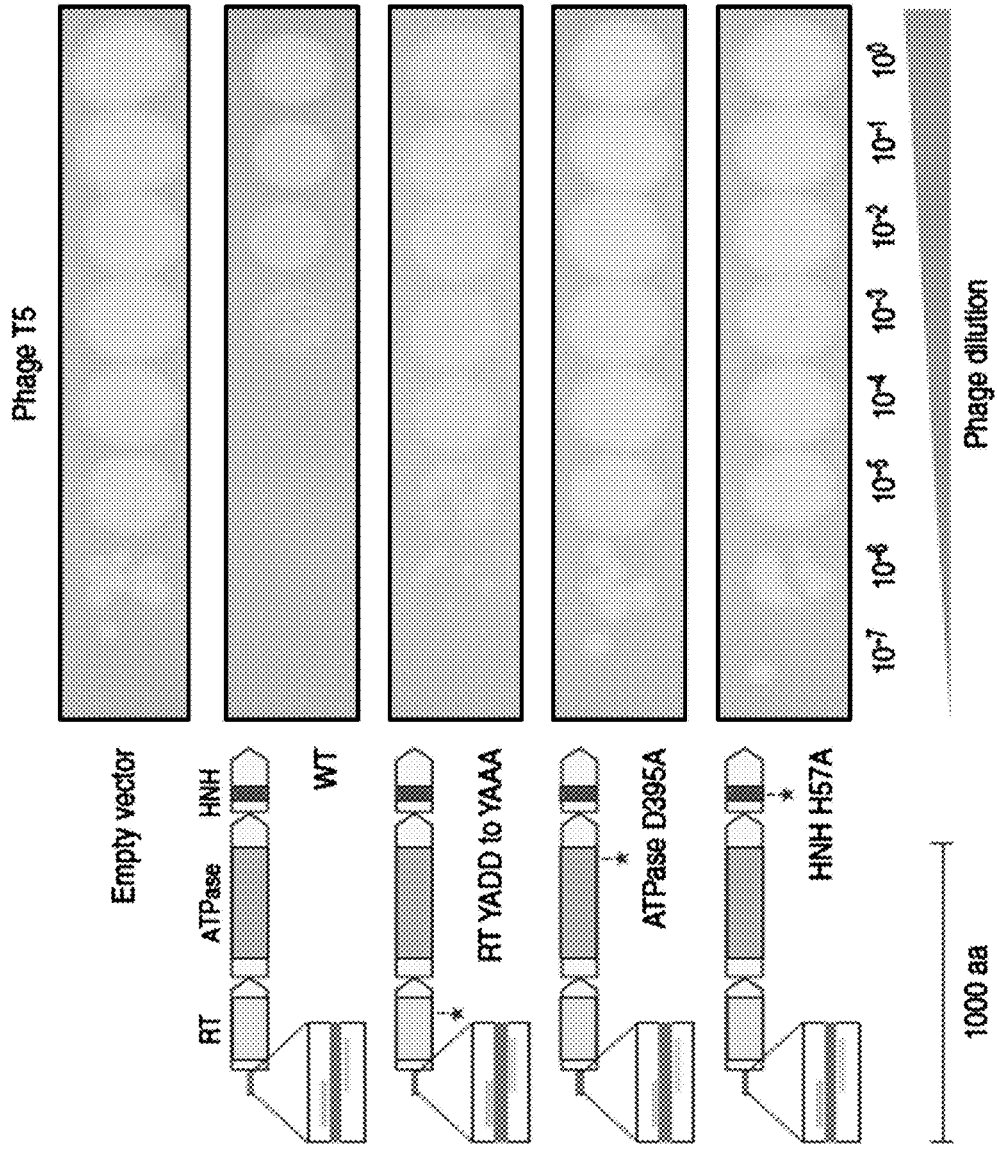 Phage T5
Empty vector
RT ATPase HNH
WT
RT YADD to YAAA
ATPase D395A
HNH H57A
10⁻⁷ 10⁻⁶ 10⁻⁵ 10⁻⁴ 10⁻³ 10⁻² 10⁻¹ 10⁰
1000 aa
Phage dilution